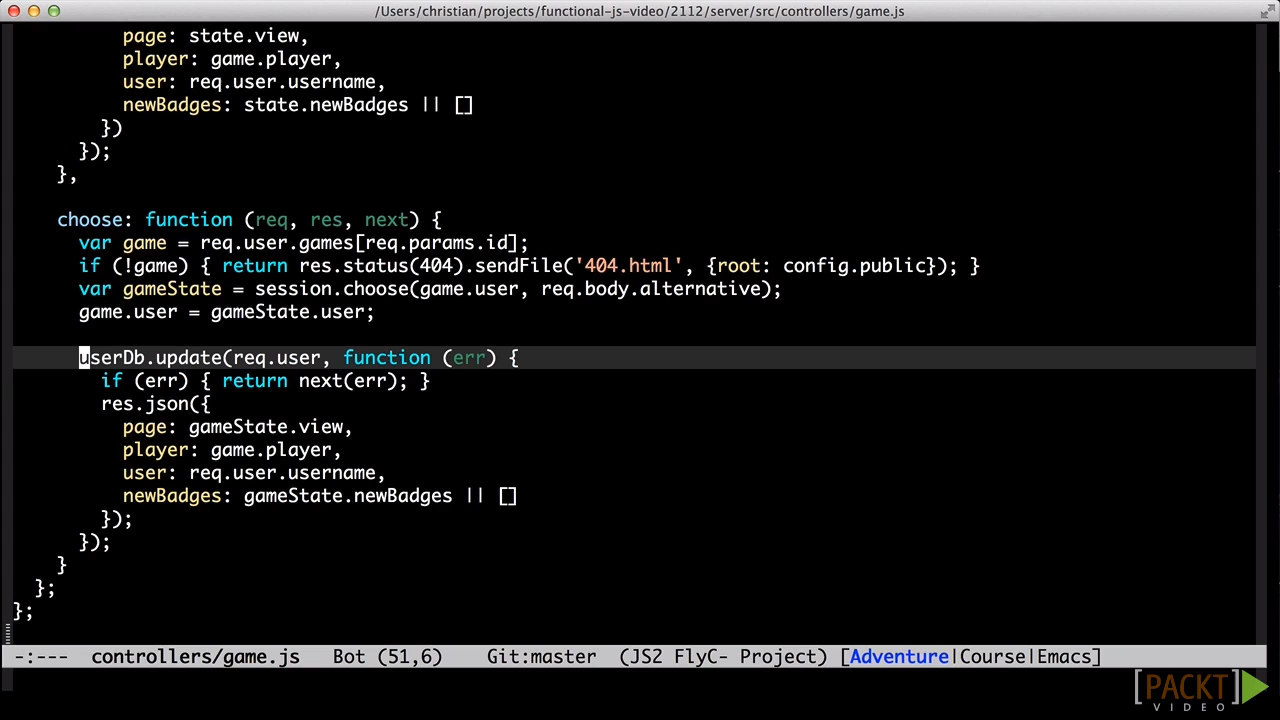 /Users/christian/projects/functional-js-video/2112/server/src/controllers/game.js
page: state.view,
player: game.player,
user: req.user.username,
newBadges: state.newBadges || []
})
});
},
choose: function (req, res, next) {
var game = req.user.games[req.params.id];
if (!game) { return res.status(404).sendFile('404.html', {root: config.public}); }
var gameState = session.choose(game.user, req.body.alternative);
game.user = gameState.user;
userDb.update(req.user, function (err) {
if (err) { return next(err); }
res.json({
page: gameState.view,
player: game.player,
user: req.user.username,
newBadges: gameState.newBadges || []
});
});
}
};
};
-:--- controllers/game.js Bot (51,6) Git:master (JS2 FlyC- Project) [Adventure|Course|Emacs]
[PACKT]
VIDEO